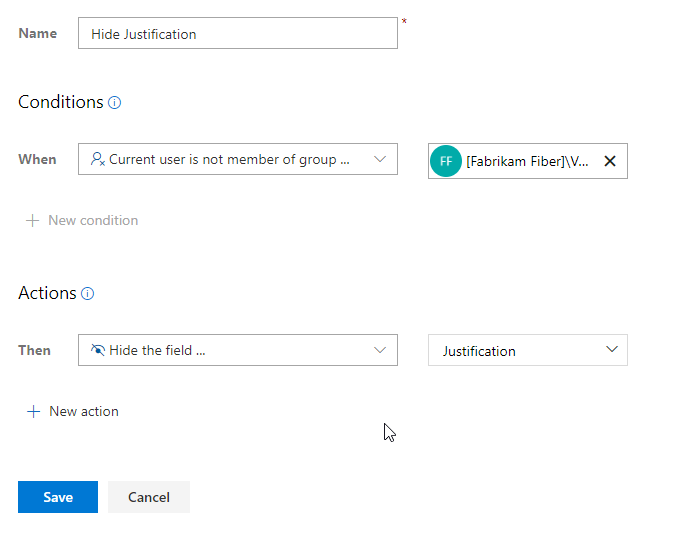 Name Hide Justification *
Conditions
When Current user is not member of group ... FF [Fabrikam Fiber]\V...
New condition
Actions
Then Hide the field ... Justification
New action
Save Cancel